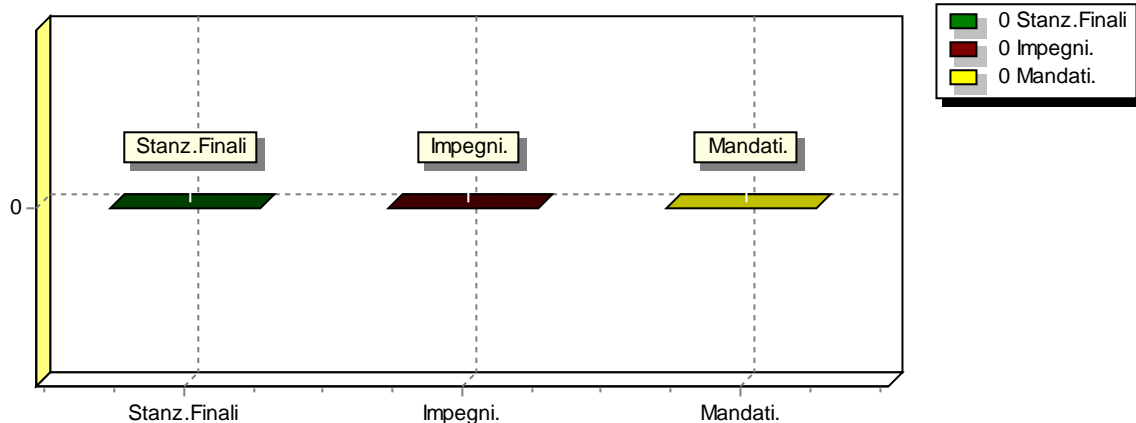 0 Stanz.Finali
0 Impegni.
0 Mandati.
Stanz.Finali
Impegni.
Mandati.
0
Stanz.Finali
Impegni.
Mandati.